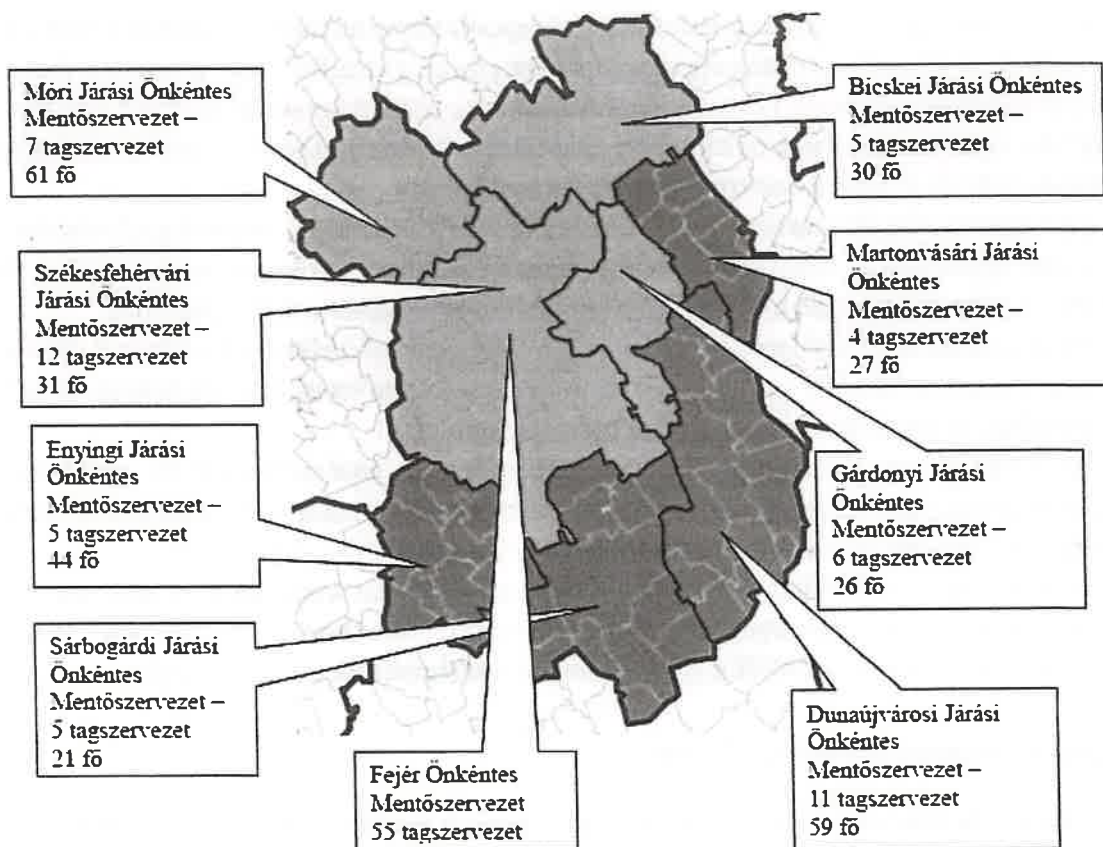 Móri Járási Önkéntes
Mentőszervezet –
7 tagszervezet
61 fő
Székesfehérvári
Járási Önkéntes
Mentőszervezet –
12 tagszervezet
31 fő
Enyingi Járási
Önkéntes
Mentőszervezet –
5 tagszervezet
44 fő
Sárbogárdi Járási
Önkéntes
Mentőszervezet –
5 tagszervezet
21 fő
Fejér Önkéntes
Mentőszervezet
55 tagszervezet
Bicskei Járási Önkéntes
Mentőszervezet –
5 tagszervezet
30 fő
Martonvásári Járási
Önkéntes
Mentőszervezet –
4 tagszervezet
27 fő
Gárdonyi Járási
Önkéntes
Mentőszervezet –
6 tagszervezet
26 fő
Dunaújvárosi Járási
Önkéntes
Mentőszervezet –
11 tagszervezet
59 fő